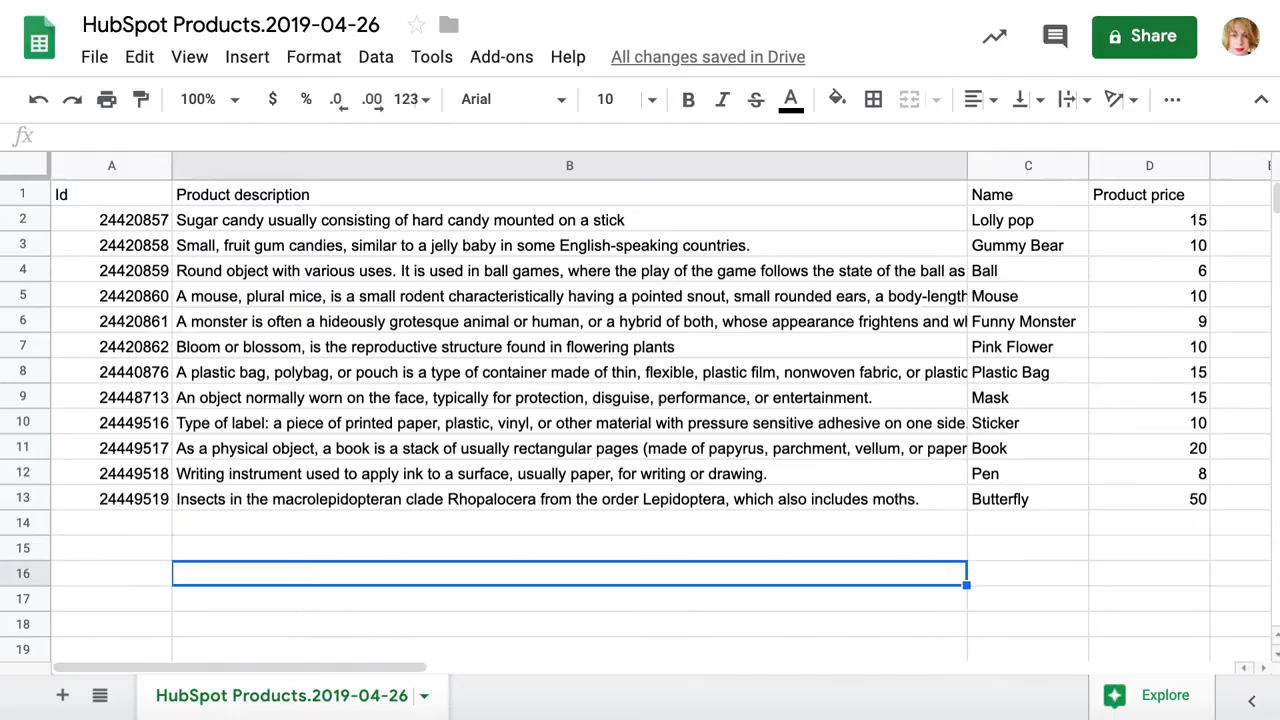 HubSpot Products.2019-04-26
File Edit View Insert Format Data Tools Add-ons Help All changes saved in Drive
Share
100% $ % .0 .00 123 Arial 10 B I S A
fx
A B C D
1 Id Product description Name Product price
2 24420857 Sugar candy usually consisting of hard candy mounted on a stick Lolly pop 15
3 24420858 Small, fruit gum candies, similar to a jelly baby in some English-speaking countries. Gummy Bear 10
4 24420859 Round object with various uses. It is used in ball games, where the play of the game follows the state of the ball as Ball 6
5 24420860 A mouse, plural mice, is a small rodent characteristically having a pointed snout, small rounded ears, a body-length Mouse 10
6 24420861 A monster is often a hideously grotesque animal or human, or a hybrid of both, whose appearance frightens and Funny Monster 9
7 24420862 Bloom or blossom, is the reproductive structure found in flowering plants Pink Flower 10
8 24440876 A plastic bag, polybag, or pouch is a type of container made of thin, flexible, plastic film, nonwoven fabric, or plastic Plastic Bag 15
9 24448713 An object normally worn on the face, typically for protection, disguise, performance, or entertainment. Mask 15
10 24449516 Type of label: a piece of printed paper, plastic, vinyl, or other material with pressure sensitive adhesive on one side. Sticker 10
11 24449517 As a physical object, a book is a stack of usually rectangular pages (made of papyrus, parchment, vellum, or paper Book 20
12 24449518 Writing instrument used to apply ink to a surface, usually paper, for writing or drawing. Pen 8
13 24449519 Insects in the macrolepidopteran clade Rhopalocera from the order Lepidoptera, which also includes moths. Butterfly 50
14
15
16
17
18
19
HubSpot Products.2019-04-26
Explore